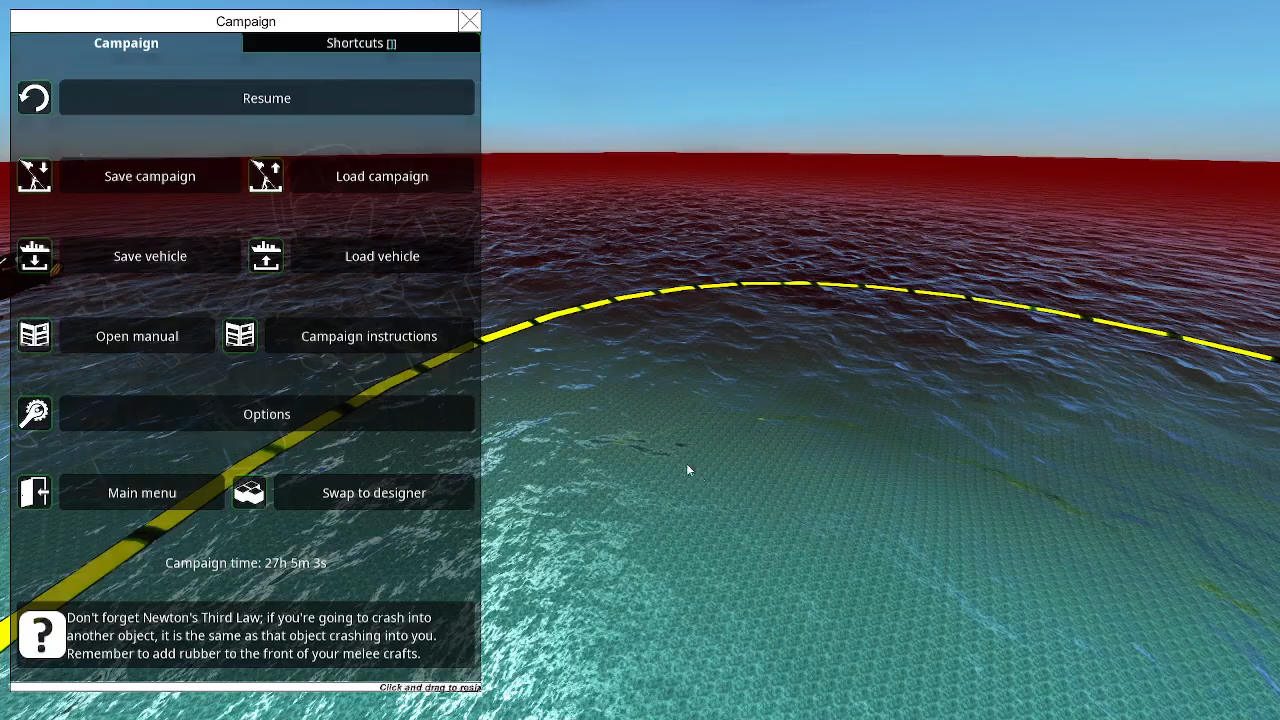 Campaign
Campaign
Shortcuts []]
Resume
Save campaign
Load campaign
Save vehicle
Load vehicle
Open manual
Campaign instructions
Options
Main menu
Swap to designer
Campaign time: 27h 5m 3s
Don't forget Newton's Third Law; if you're going to crash into
another object, it is the same as that object crashing into you.
Remember to add rubber to the front of your melee crafts.
?
Click and drag to